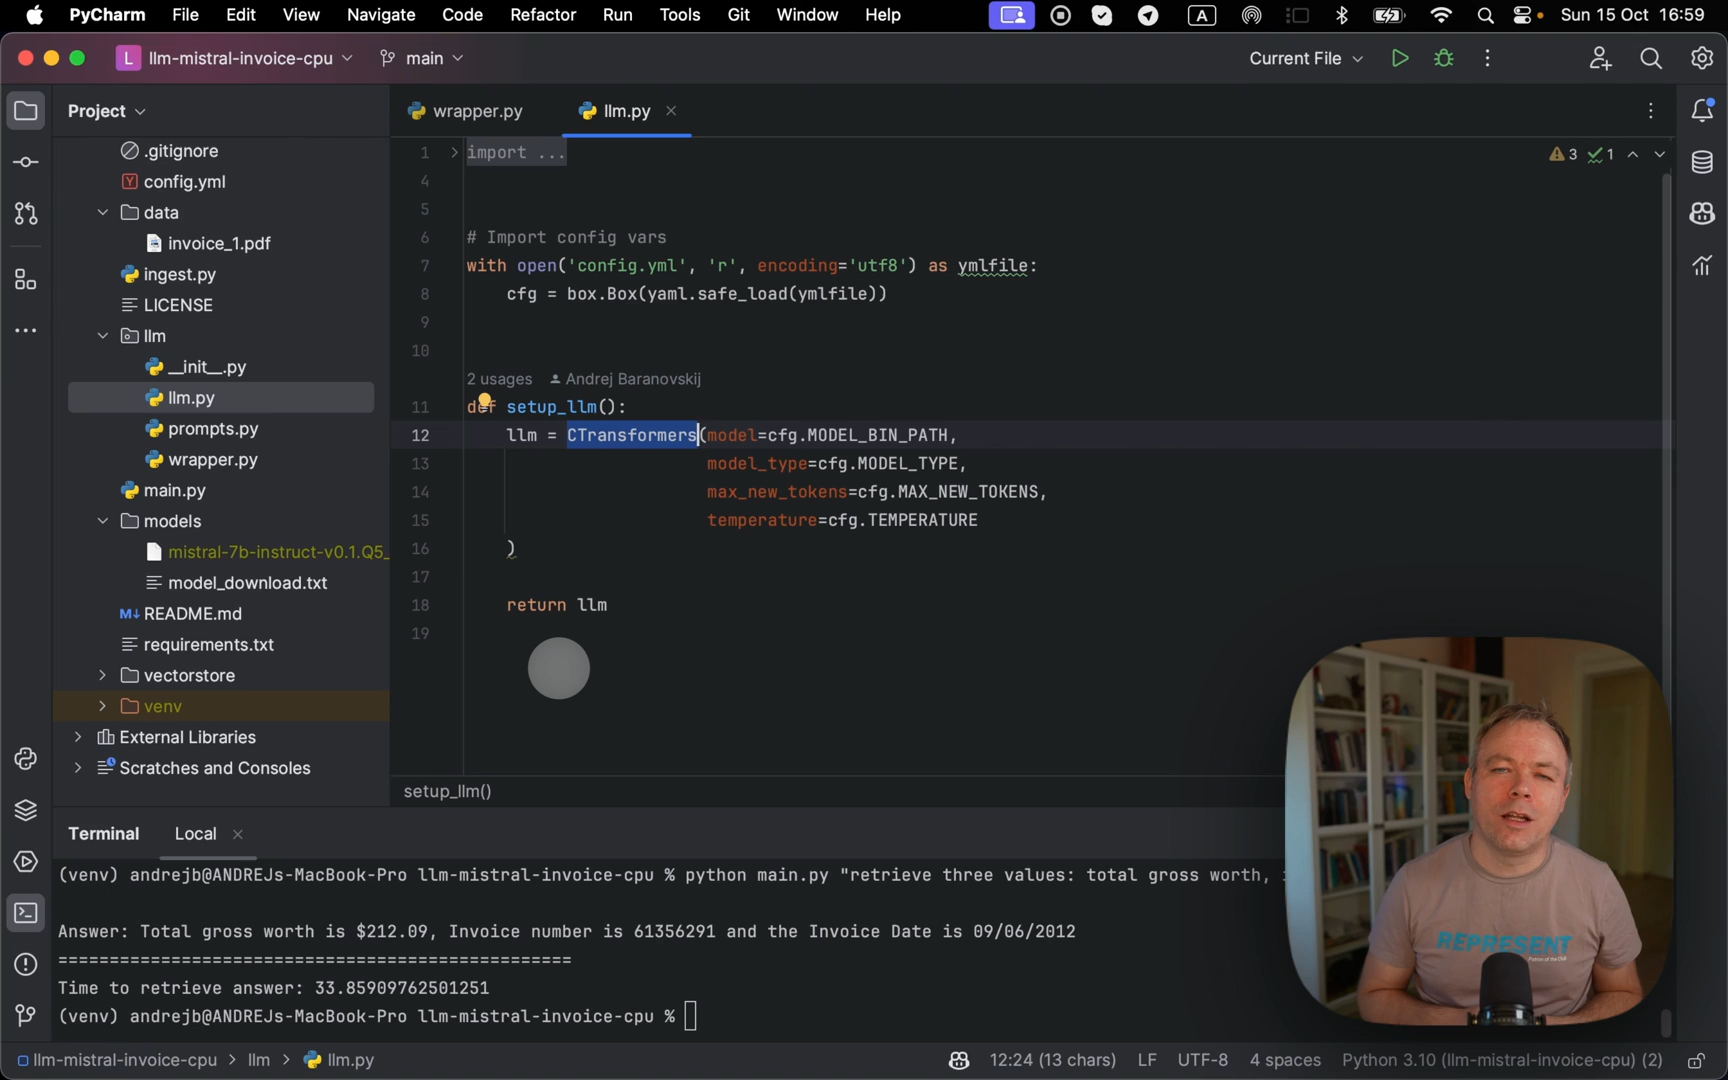 PyCharm File Edit View Navigate Code Refactor Run Tools Git Window Help A Sun 15 Oct 16:59
L llm-mistral-invoice-cpu main Current File
Project wrapper.py llm.py
.gitignore
config.yml
data
invoice_1.pdf
ingest.py
LICENSE
llm
__init__.py
llm.py
prompts.py
wrapper.py
main.py
models
mistral-7b-instruct-v0.1.Q5_
model_download.txt
M↓ README.md
requirements.txt
vectorstore
venv
External Libraries
Scratches and Consoles
3 1
1 import ...
4
5
6 # Import config vars
7 with open('config.yml', 'r', encoding='utf8') as ymlfile:
8 cfg = box.Box(yaml.safe_load(ymlfile))
9
10
2 usages Andrej Baranovskij
11 def setup_llm():
12 llm = CTransformers(model=cfg.MODEL_BIN_PATH,
13 model_type=cfg.MODEL_TYPE,
14 max_new_tokens=cfg.MAX_NEW_TOKENS,
15 temperature=cfg.TEMPERATURE
16 )
17
18 return llm
19
setup_llm()
Terminal Local
(venv) andrejb@ANDREJs-MacBook-Pro llm-mistral-invoice-cpu % python main.py "retrieve three values: total gross worth,
Answer: Total gross worth is $212.09, Invoice number is 61356291 and the Invoice Date is 09/06/2012
==================================================
Time to retrieve answer: 33.85909762501251
(venv) andrejb@ANDREJs-MacBook-Pro llm-mistral-invoice-cpu %
REPRESENT
llm-mistral-invoice-cpu > llm > llm.py 12:24 (13 chars) LF UTF-8 4 spaces Python 3.10 (llm-mistral-invoice-cpu) (2)